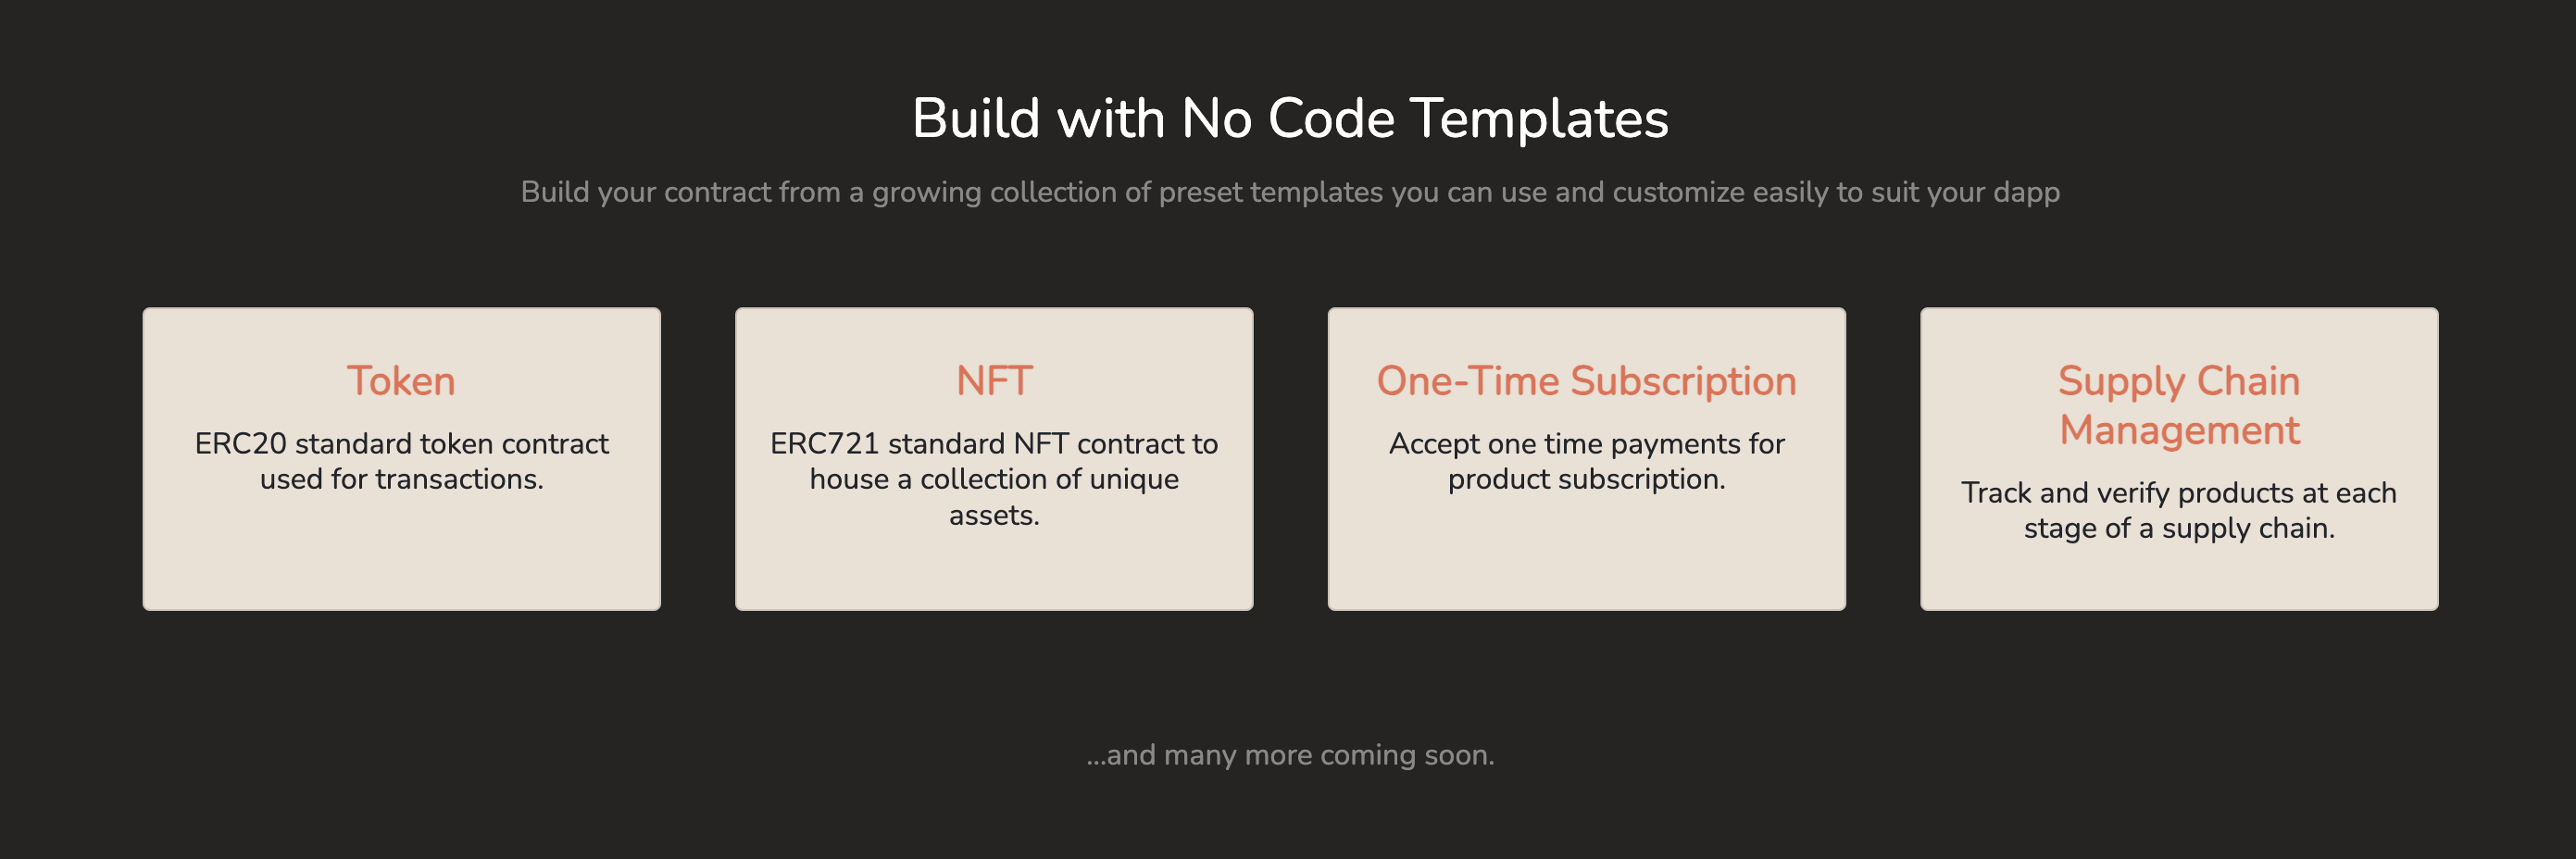 Build with No Code Templates
Build your contract from a growing collection of preset templates you can use and customize easily to suit your dapp
Token
ERC20 standard token contract
used for transactions.
NFT
ERC721 standard NFT contract to
house a collection of unique
assets.
One-Time Subscription
Accept one time payments for
product subscription.
Supply Chain
Management
Track and verify products at each
stage of a supply chain.
...and many more coming soon.